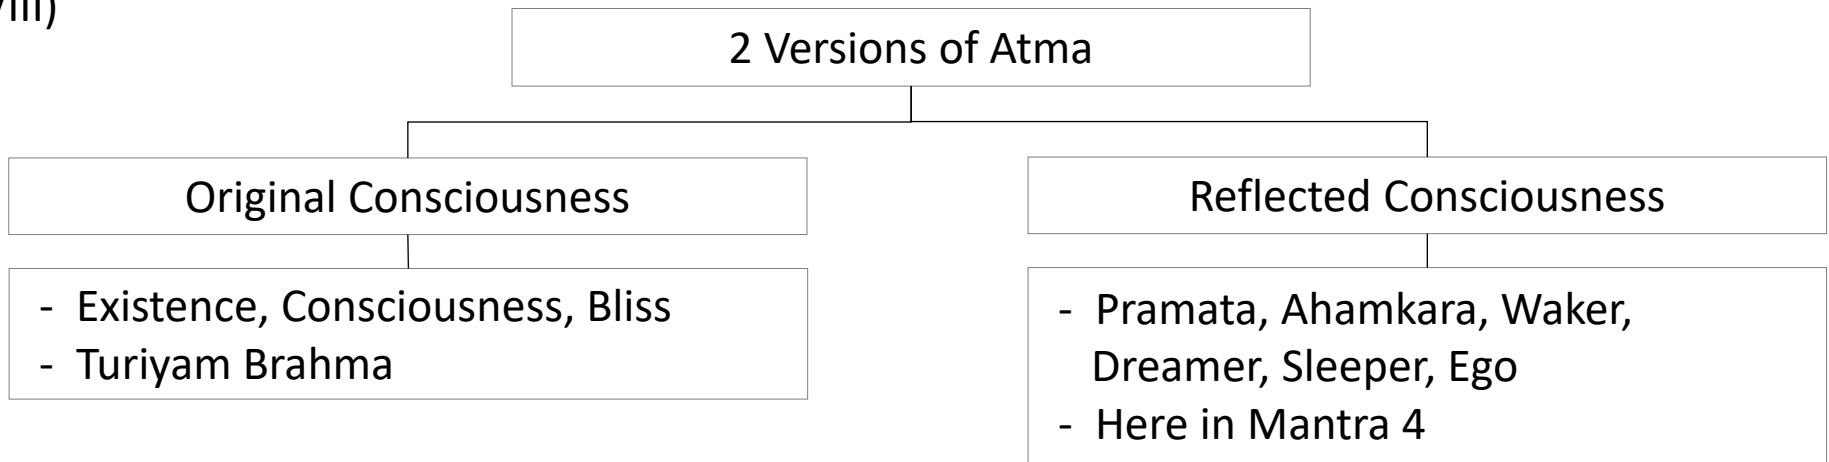 VIII)
2 Versions of Atma
Original Consciousness
Reflected Consciousness
- Existence, Consciousness, Bliss
- Turiyam Brahma
- Pramata, Ahamkara, Waker,
Dreamer, Sleeper, Ego
- Here in Mantra 4